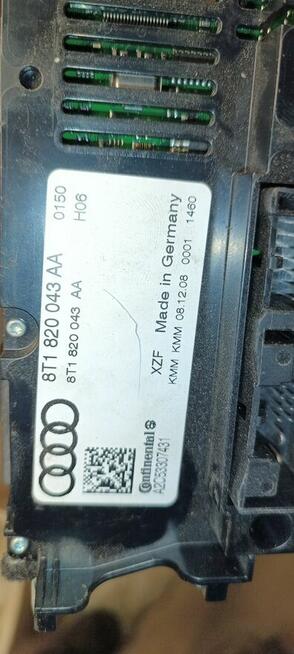 8T1 820 043 AA 0150
8T1 820 043 AA H06
XZF Made in Germany
KMM KMM 08.12.08 0001 1460
Continental
A2C53307431